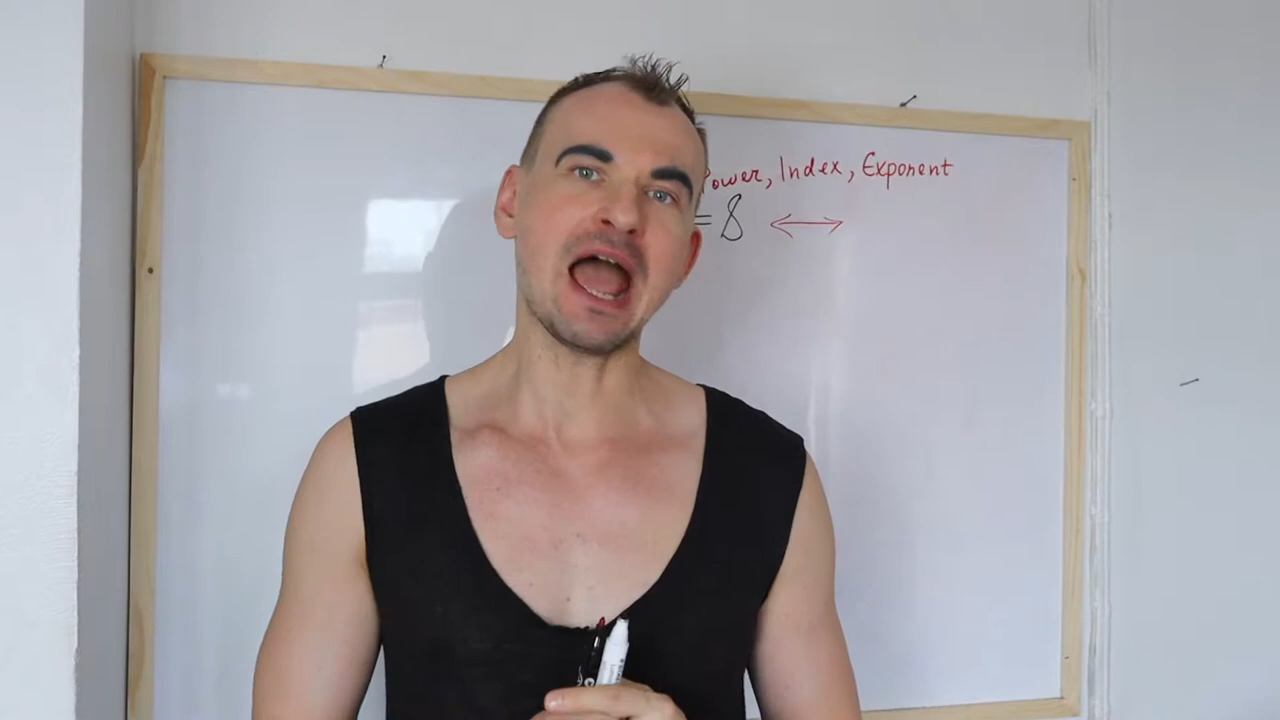 Power, Index, Exponent
=8 ⟷